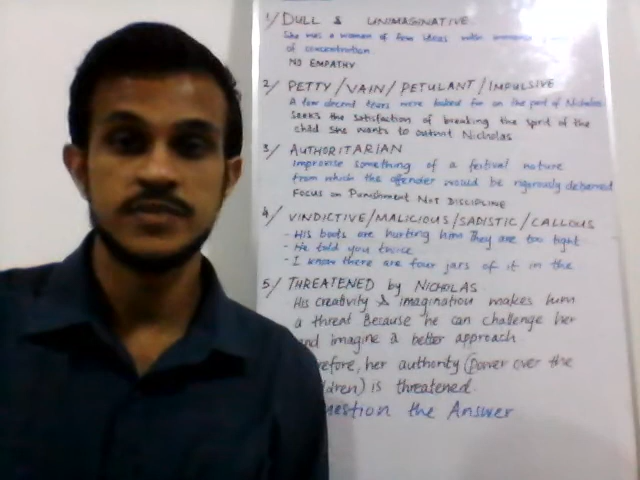 1/ DULL & UNIMAGINATIVE
She was a woman of few ideas with immense
of concentration.
NO EMPATHY
2/ PETTY/VAIN/PETULANT/IMPULSIVE
A few decent tears were looked for on the part of Nicholas
Seeks the satisfaction of breaking the spirit of the
child she wants to outwit Nicholas
3/ AUTHORITARIAN
Improvise something of a festival nature
from which the offender would be rigorously debarred
Focus on Punishment NOT DISCIPLINE
4/ VINDICTIVE/MALICIOUS/SADISTIC/CALLOUS
- His boots are hurting him They are too tight
- He told you twice
- I know there are four jars of it in the
5/ THREATENED by NICHOLAS
His creativity & imagination makes him
a threat Because he can challenge her
and imagine a better approach
refore, her authority (power over the
ldren) is threatened.
uestion the Answer